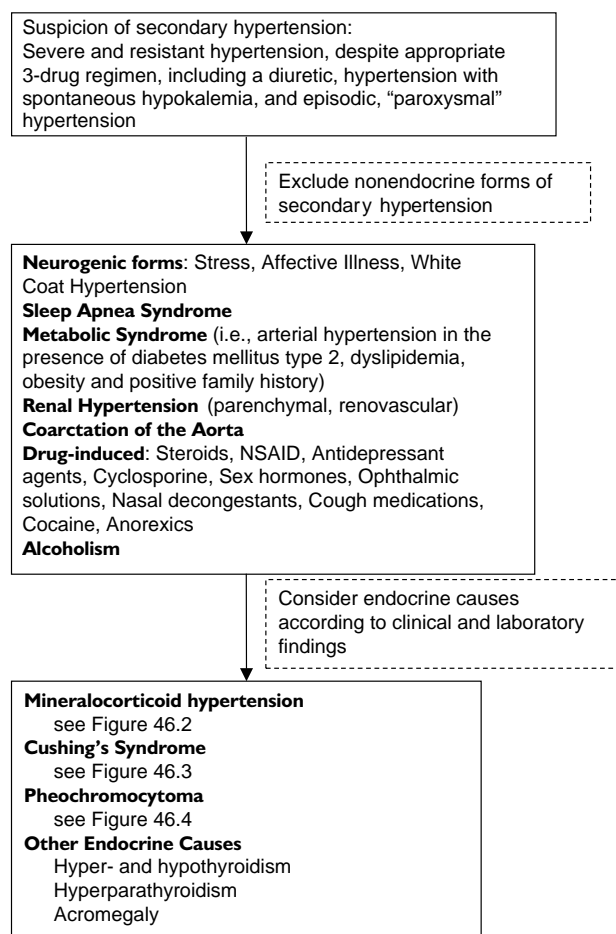 Suspicion of secondary hypertension:
Severe and resistant hypertension, despite appropriate
3-drug regimen, including a diuretic, hypertension with
spontaneous hypokalemia, and episodic, “paroxysmal”
hypertension
Exclude nonendocrine forms of
secondary hypertension
Neurogenic forms: Stress, Affective Illness, White
Coat Hypertension
Sleep Apnea Syndrome
Metabolic Syndrome (i.e., arterial hypertension in the
presence of diabetes mellitus type 2, dyslipidemia,
obesity and positive family history)
Renal Hypertension (parenchymal, renovascular)
Coarctation of the Aorta
Drug-induced: Steroids, NSAID, Antidepressant
agents, Cyclosporine, Sex hormones, Ophthalmic
solutions, Nasal decongestants, Cough medications,
Cocaine, Anorexics
Alcoholism
Consider endocrine causes
according to clinical and laboratory
findings
Mineralocorticoid hypertension
see Figure 46.2
Cushing’s Syndrome
see Figure 46.3
Pheochromocytoma
see Figure 46.4
Other Endocrine Causes
Hyper- and hypothyroidism
Hyperparathyroidism
Acromegaly